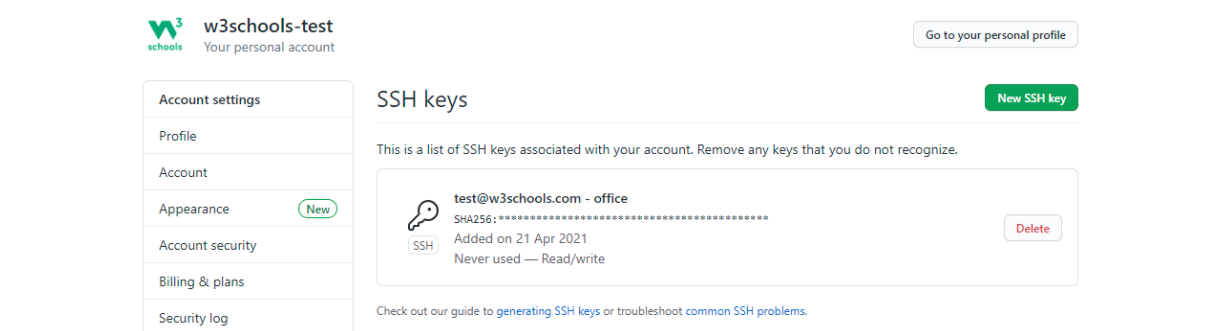 w3schools-test
Your personal account
Go to your personal profile
Account settings
Profile
Account
Appearance New
Account security
Billing & plans
Security log
SSH keys
New SSH key
This is a list of SSH keys associated with your account. Remove any keys that you do not recognize.
test@w3schools.com - office
SHA256:*******************************************
Added on 21 Apr 2021
Never used — Read/write
SSH
Delete
Check out our guide to generating SSH keys or troubleshoot common SSH problems.
3
schools